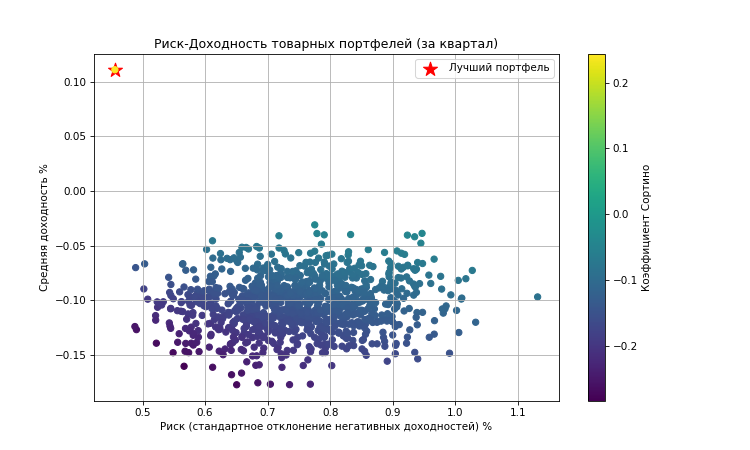 Риск-Доходность товарных портфелей (за квартал)
Лучший портфель
Средняя доходность %
0.10
0.05
0.00
−0.05
−0.10
−0.15
0.5 0.6 0.7 0.8 0.9 1.0 1.1
Риск (стандартное отклонение негативных доходностей) %
0.2
0.1
0.0
−0.1
−0.2
Коэффициент Сортино